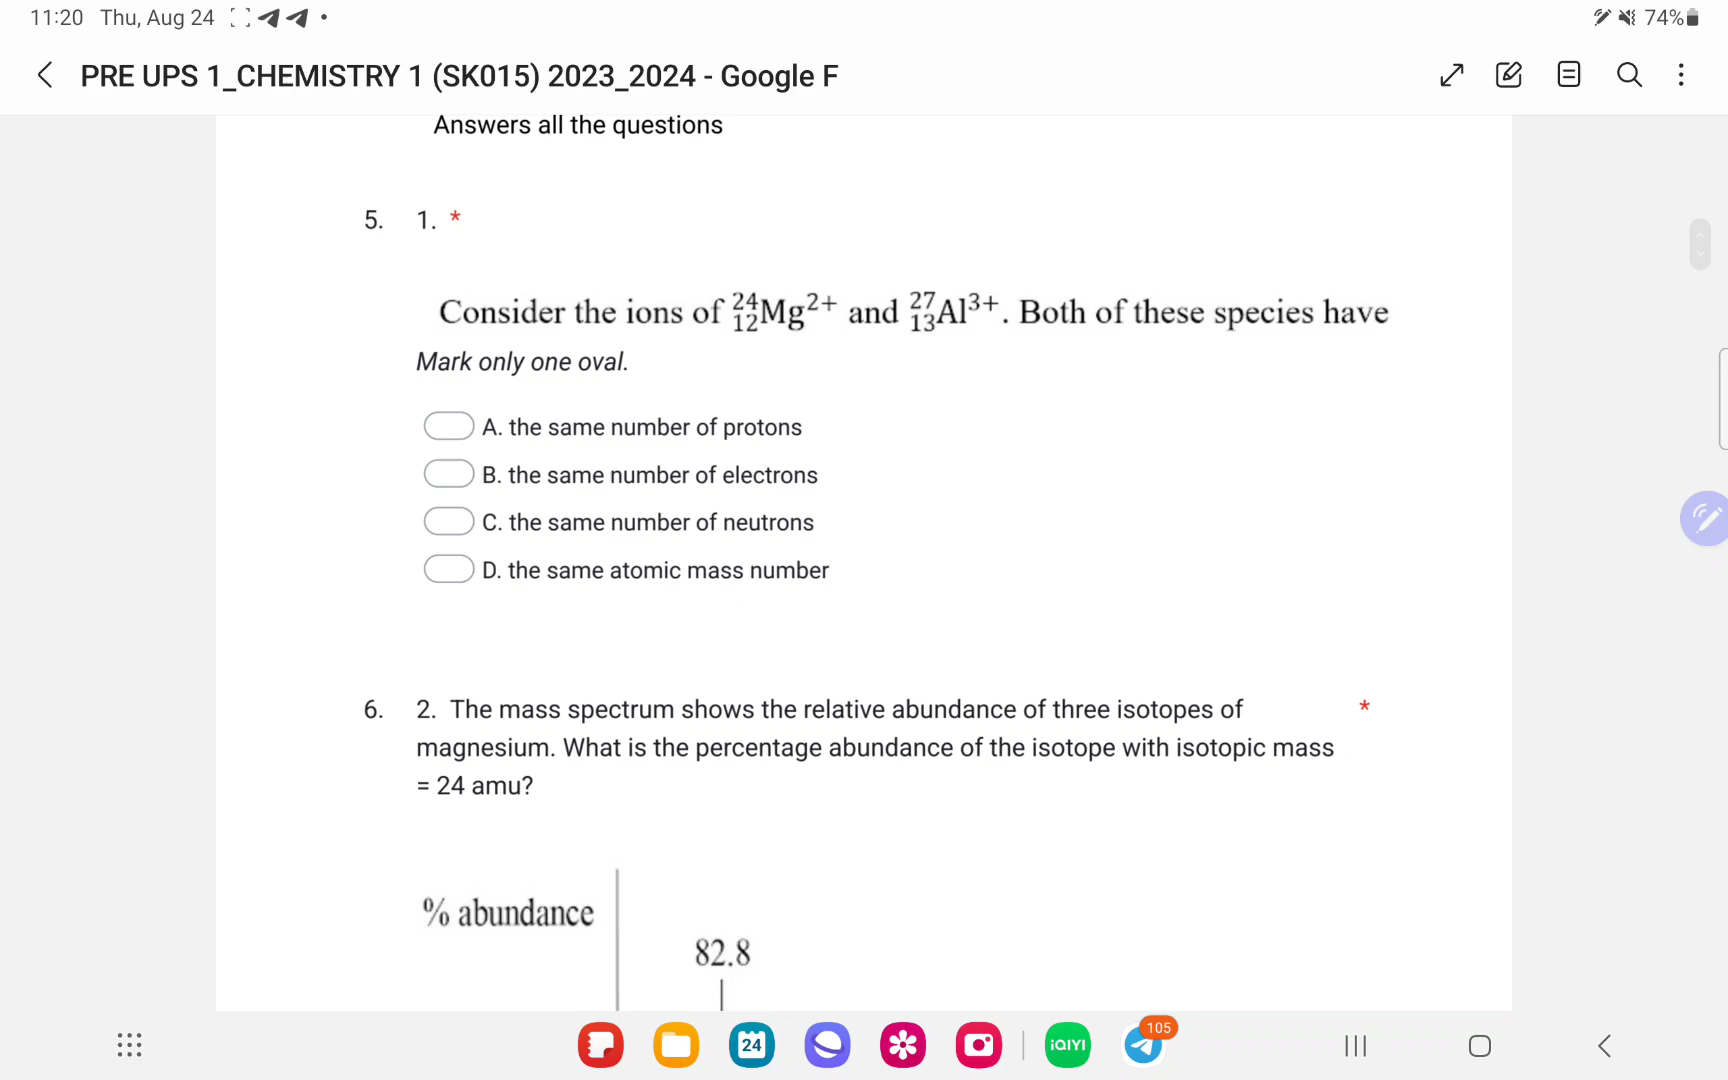 11:20 Thu, Aug 24
74%
PRE UPS 1_CHEMISTRY 1 (SK015) 2023_2024 - Google F
Answers all the questions
5. 1. *
Consider the ions of ²⁴₁₂Mg²⁺ and ²⁷₁₃Al³⁺. Both of these species have
Mark only one oval.
A. the same number of protons
B. the same number of electrons
C. the same number of neutrons
D. the same atomic mass number
6. 2. The mass spectrum shows the relative abundance of three isotopes of *
magnesium. What is the percentage abundance of the isotope with isotopic mass
= 24 amu?
% abundance
82.8
24
iQIYI
105